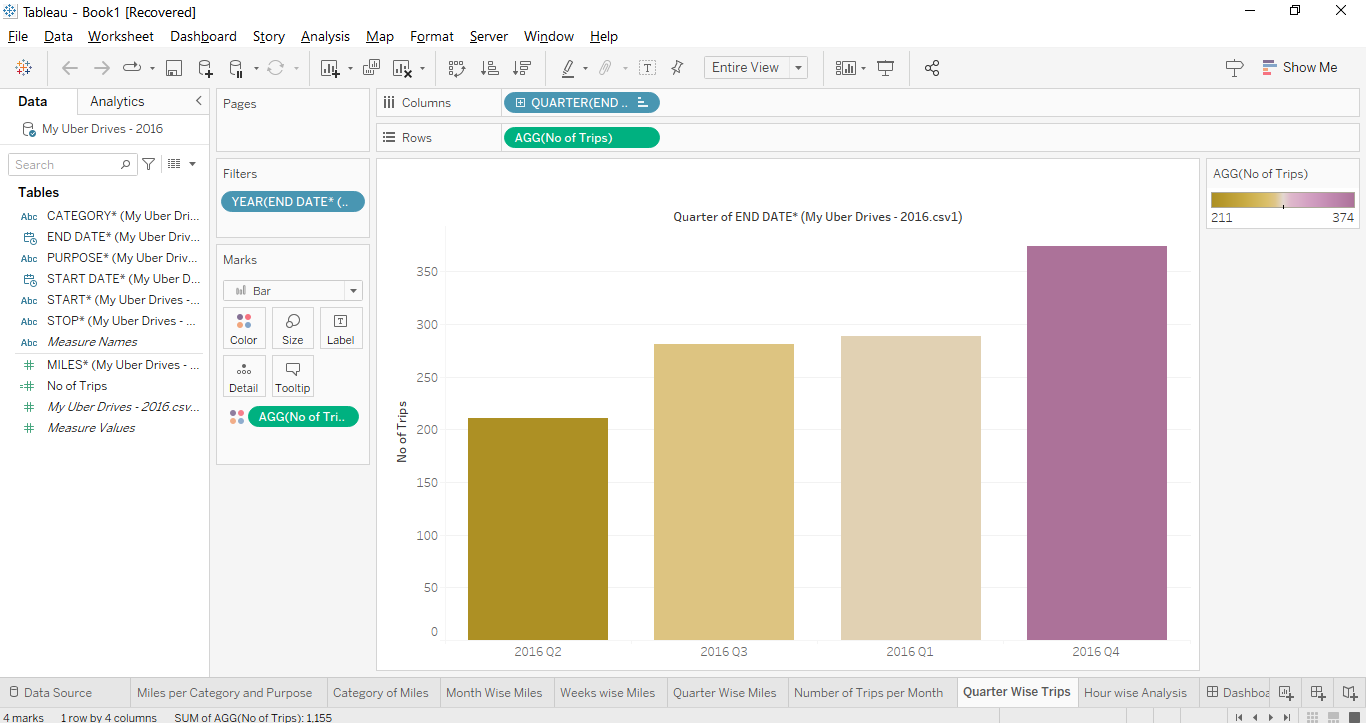 Tableau - Book1 [Recovered]
File Data Worksheet Dashboard Story Analysis Map Format Server Window Help
Entire View
Show Me
Data Analytics
My Uber Drives - 2016
Search
Tables
Abc CATEGORY* (My Uber Dri...
END DATE* (My Uber Driv...
Abc PURPOSE* (My Uber Driv...
START DATE* (My Uber D...
Abc START* (My Uber Drives -...
Abc STOP* (My Uber Drives - ...
Abc Measure Names
# MILES* (My Uber Drives - ...
=# No of Trips
# My Uber Drives - 2016.csv...
# Measure Values
Pages
Filters
YEAR(END DATE* (..
Marks
Bar
Color Size Label
Detail Tooltip
AGG(No of Tri..
Columns QUARTER(END ..
Rows AGG(No of Trips)
Quarter of END DATE* (My Uber Drives - 2016.csv1)
No of Trips
350
300
250
200
150
100
50
0
2016 Q2 2016 Q3 2016 Q1 2016 Q4
AGG(No of Trips)
211 374
Data Source Miles per Category and Purpose Category of Miles Month Wise Miles Weeks wise Miles Quarter Wise Miles Number of Trips per Month Quarter Wise Trips Hour wise Analysis Dashboa
4 marks 1 row by 4 columns SUM of AGG(No of Trips): 1,155